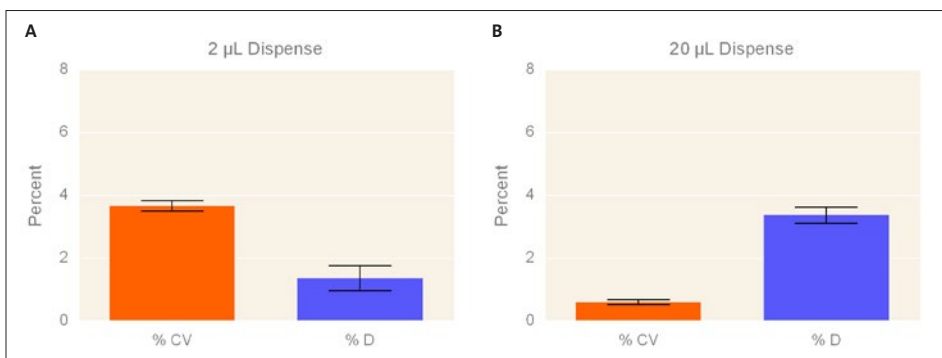 A
2 µL Dispense
8
6
4
2
0
Percent
% CV
% D
B
20 µL Dispense
8
6
4
2
0
Percent
% CV
% D